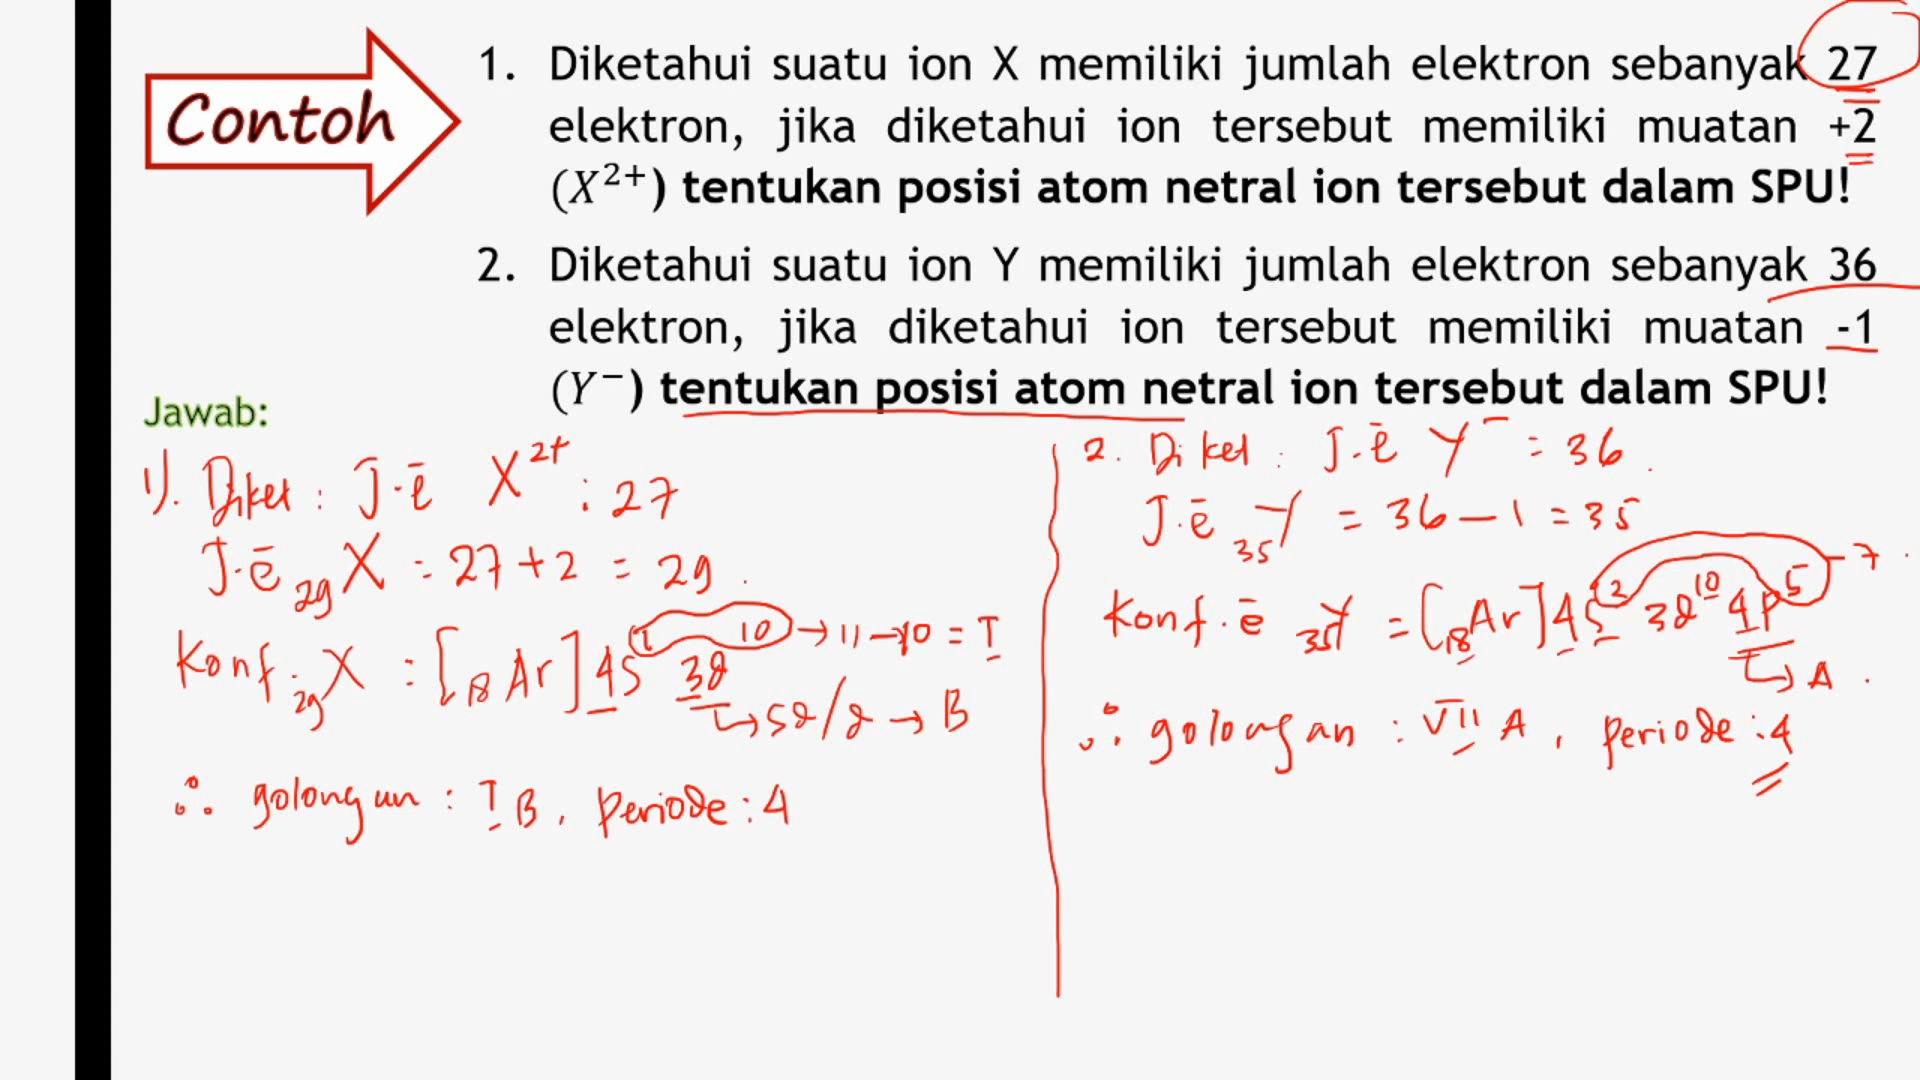 Contoh
1. Diketahui suatu ion X memiliki jumlah elektron sebanyak 27
elektron, jika diketahui ion tersebut memiliki muatan +2
(X²⁺) tentukan posisi atom netral ion tersebut dalam SPU!
2. Diketahui suatu ion Y memiliki jumlah elektron sebanyak 36
elektron, jika diketahui ion tersebut memiliki muatan -1
(Y⁻) tentukan posisi atom netral ion tersebut dalam SPU!
Jawab:
1). Diket : J.ē X²⁺ : 27
J.ē ₂₉X = 27 + 2 = 29.
Konf. ₂₉X : [₁₈Ar] 4s¹ 3d¹⁰ → 11-10 = I
↳ sd/d → B
∴ golongan : I B, Periode : 4
2. Diket : J.ē Y⁻ = 36.
J.ē ₃₅Y = 36 – 1 = 35
Konf.ē ₃₅Y = [₁₈Ar] 4s² 3d¹⁰ 4p⁵ - 7.
↳ A.
∴ golongan : VII A, periode : 4